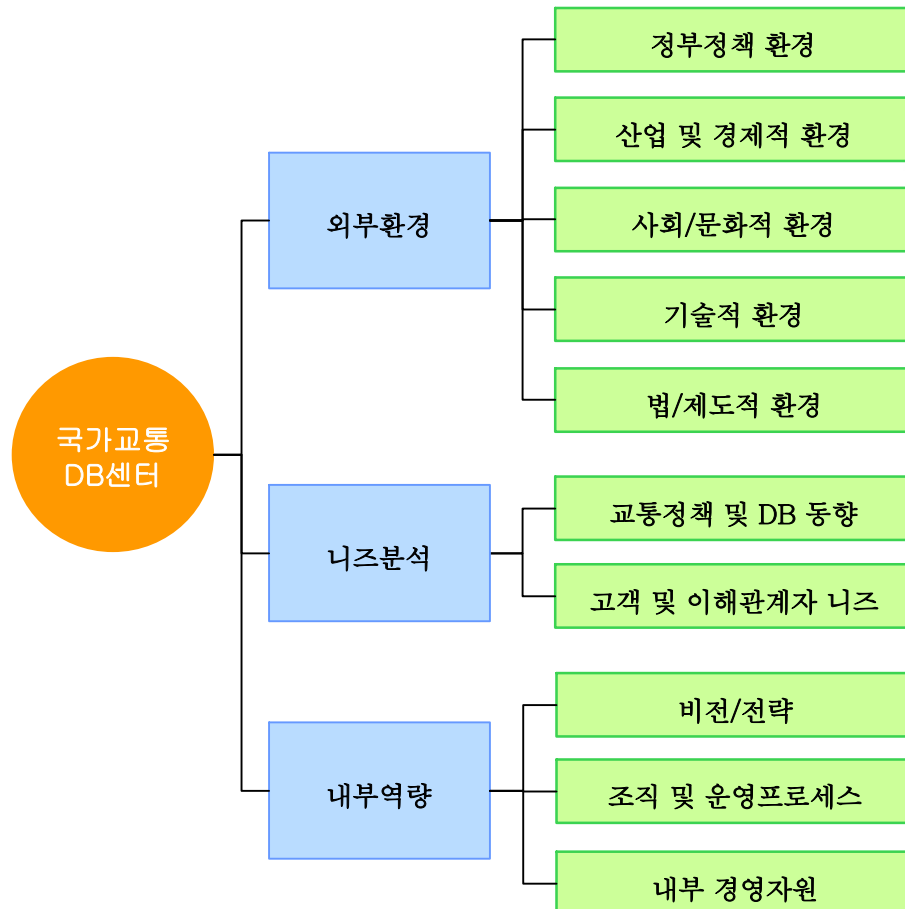 국가교통
DB센터
외부환경
정부정책 환경
산업 및 경제적 환경
사회/문화적 환경
기술적 환경
법/제도적 환경
니즈분석
교통정책 및 DB 동향
고객 및 이해관계자 니즈
내부역량
비전/전략
조직 및 운영프로세스
내부 경영자원